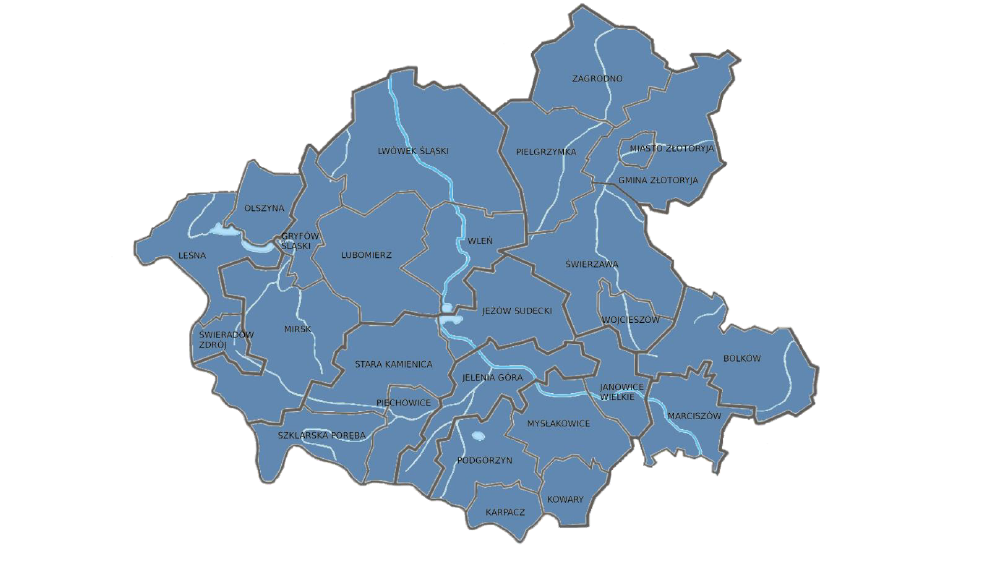 ZAGRODNO
LWÓWEK ŚLĄSKI
PIELGRZYMKA
MIASTO ZŁOTORYJA
GMINA ZŁOTORYJA
OLSZYNA
GRYFÓW
ŚLĄSKI
WLEŃ
LEŚNA
LUBOMIERZ
ŚWIERZAWA
JEŻÓW SUDECKI
WOJCIESZÓW
MIRSK
ŚWIERADÓW
ZDRÓJ
BOLKÓW
STARA KAMIENICA
JELENIA GÓRA
JANOWICE
WIELKIE
PIECHOWICE
MARCISZÓW
MYSŁAKOWICE
SZKLARSKA PORĘBA
PODGÓRZYN
KOWARY
KARPACZ